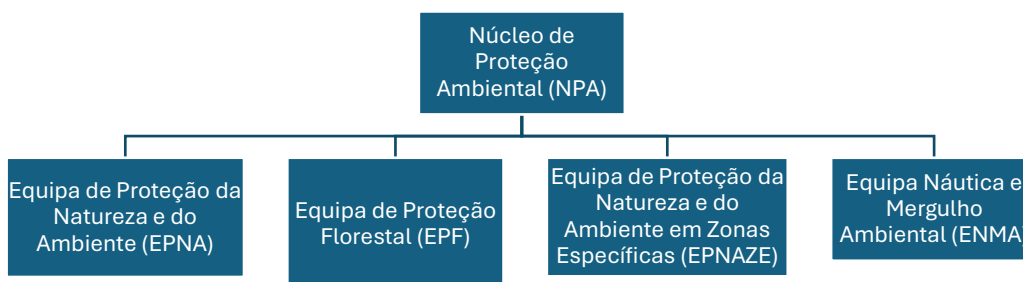 Núcleo de
Proteção
Ambiental (NPA)
Equipa de Proteção da
Natureza e do
Ambiente (EPNA)
Equipa de Proteção
Florestal (EPF)
Equipa de Proteção da
Natureza e do
Ambiente em Zonas
Específicas (EPNAZE)
Equipa Náutica e
Mergulho
Ambiental (ENMA)